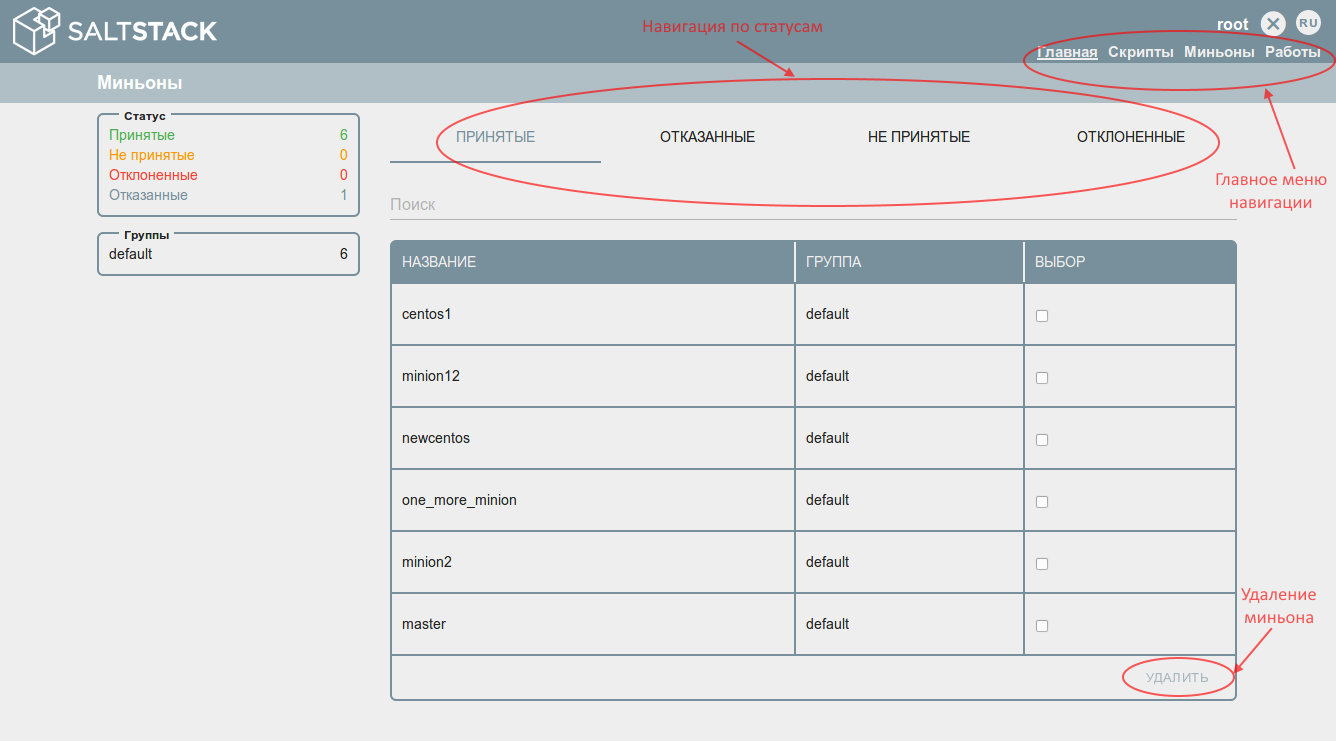 SALTSTACK
Навигация по статусам
root
RU
Главная Скрипты Миньоны Работы
Миньоны
Статус
Принятые 6
Не принятые 0
Отклоненные 0
Отказанные 1
Группы
default 6
ПРИНЯТЫЕ ОТКАЗАННЫЕ НЕ ПРИНЯТЫЕ ОТКЛОНЕННЫЕ
Главное меню
навигации
Поиск
НАЗВАНИЕ ГРУППА ВЫБОР
centos1 default
minion12 default
newcentos default
one_more_minion default
minion2 default
master default
Удаление
миньона
УДАЛИТЬ